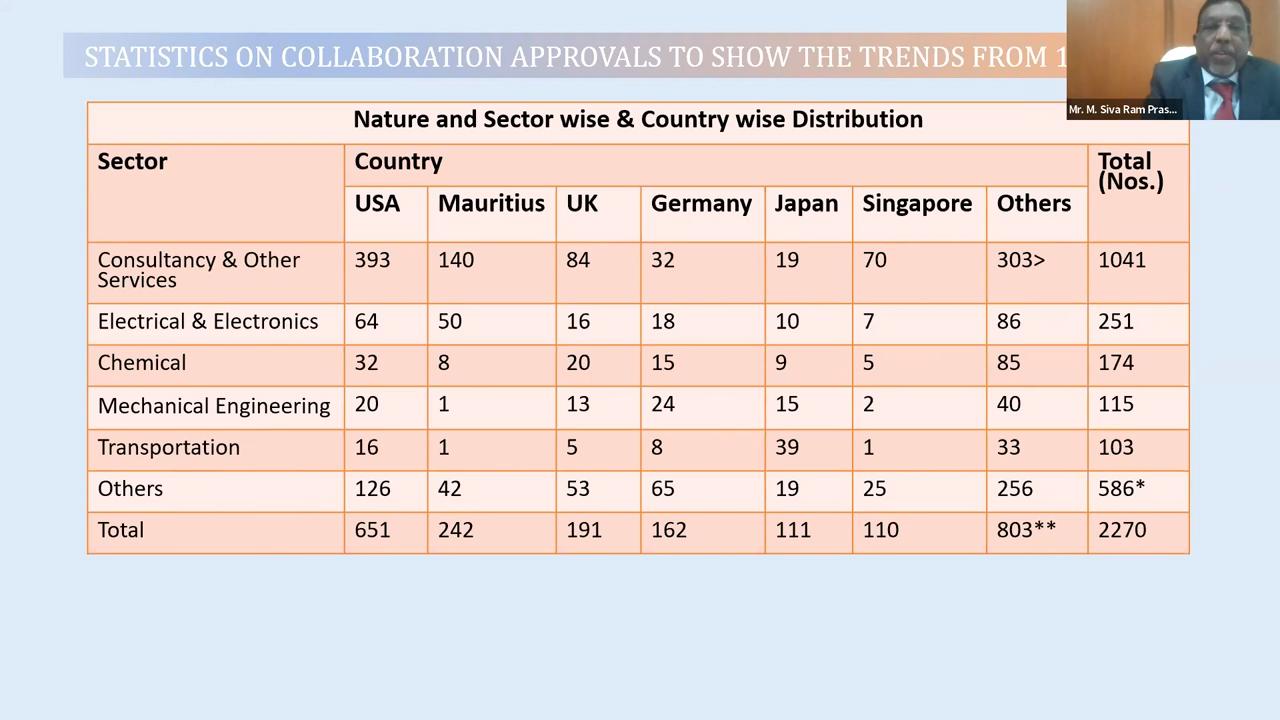 STATISTICS ON COLLABORATION APPROVALS TO SHOW THE TRENDS FROM 1
Mr. M. Siva Ram Pras...
Nature and Sector wise & Country wise Distribution
Sector Country Total
(Nos.)
USA Mauritius UK Germany Japan Singapore Others
Consultancy & Other 393 140 84 32 19 70 303> 1041
Services
Electrical & Electronics 64 50 16 18 10 7 86 251
Chemical 32 8 20 15 9 5 85 174
Mechanical Engineering 20 1 13 24 15 2 40 115
Transportation 16 1 5 8 39 1 33 103
Others 126 42 53 65 19 25 256 586*
Total 651 242 191 162 111 110 803** 2270